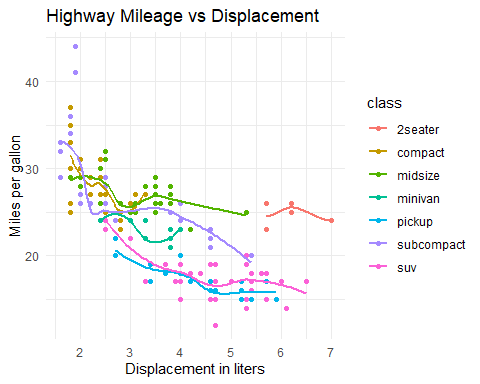 Highway Mileage vs Displacement
Miles per gallon
40
30
20
2 3 4 5 6 7
Displacement in liters
class
2seater
compact
midsize
minivan
pickup
subcompact
suv